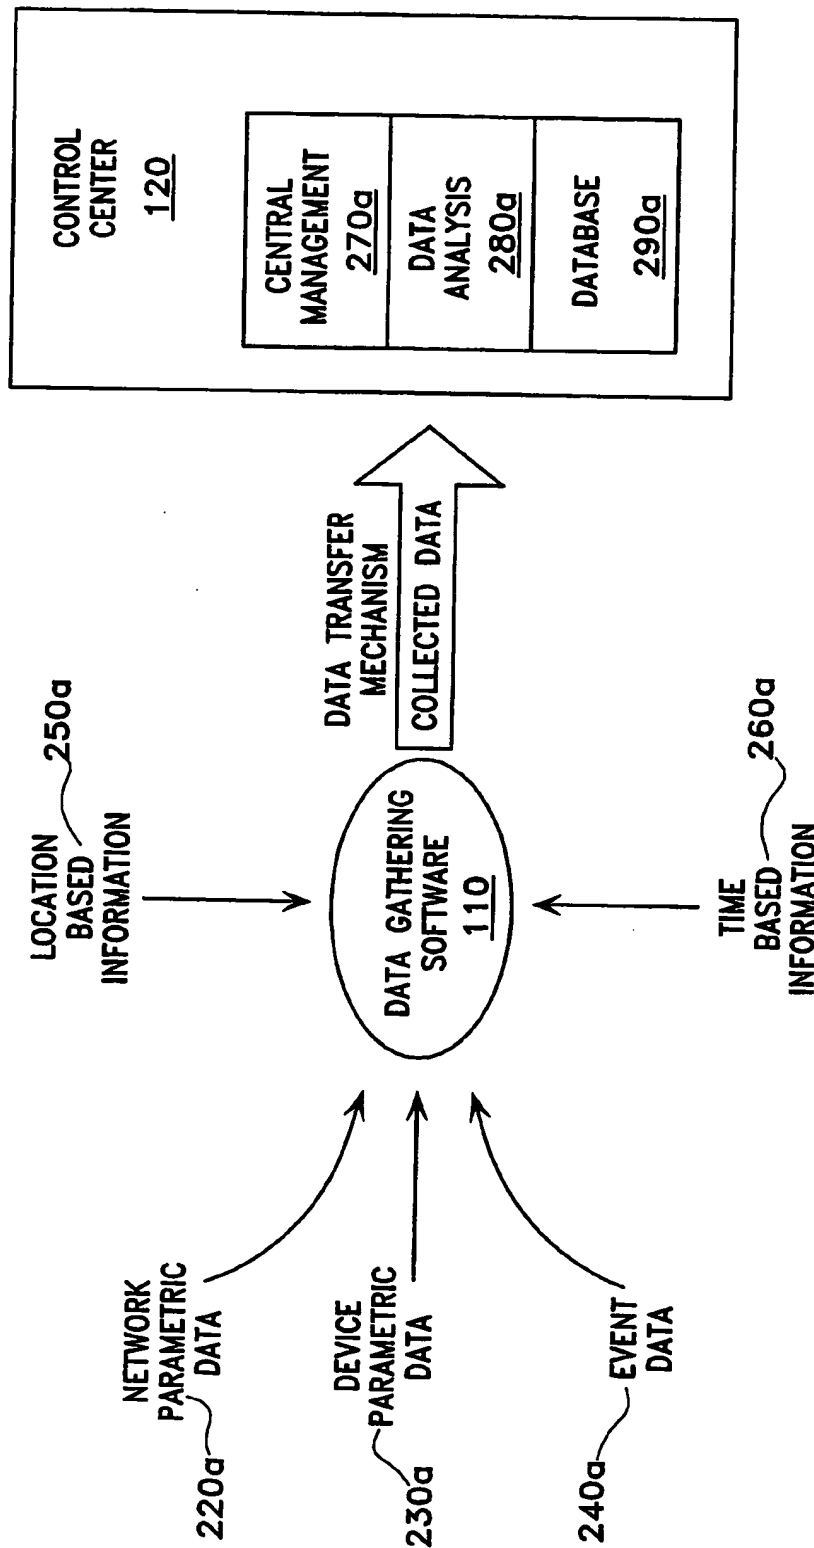 CONTROL
CENTER
120
CENTRAL
MANAGEMENT
270a
DATA
ANALYSIS
280a
DATABASE
290a
DATA TRANSFER
MECHANISM
COLLECTED DATA
LOCATION
BASED
INFORMATION
250a
DATA GATHERING
SOFTWARE
110
TIME
BASED
INFORMATION
260a
NETWORK
PARAMETRIC
DATA
220a
DEVICE
PARAMETRIC
DATA
230a
EVENT
DATA
240a